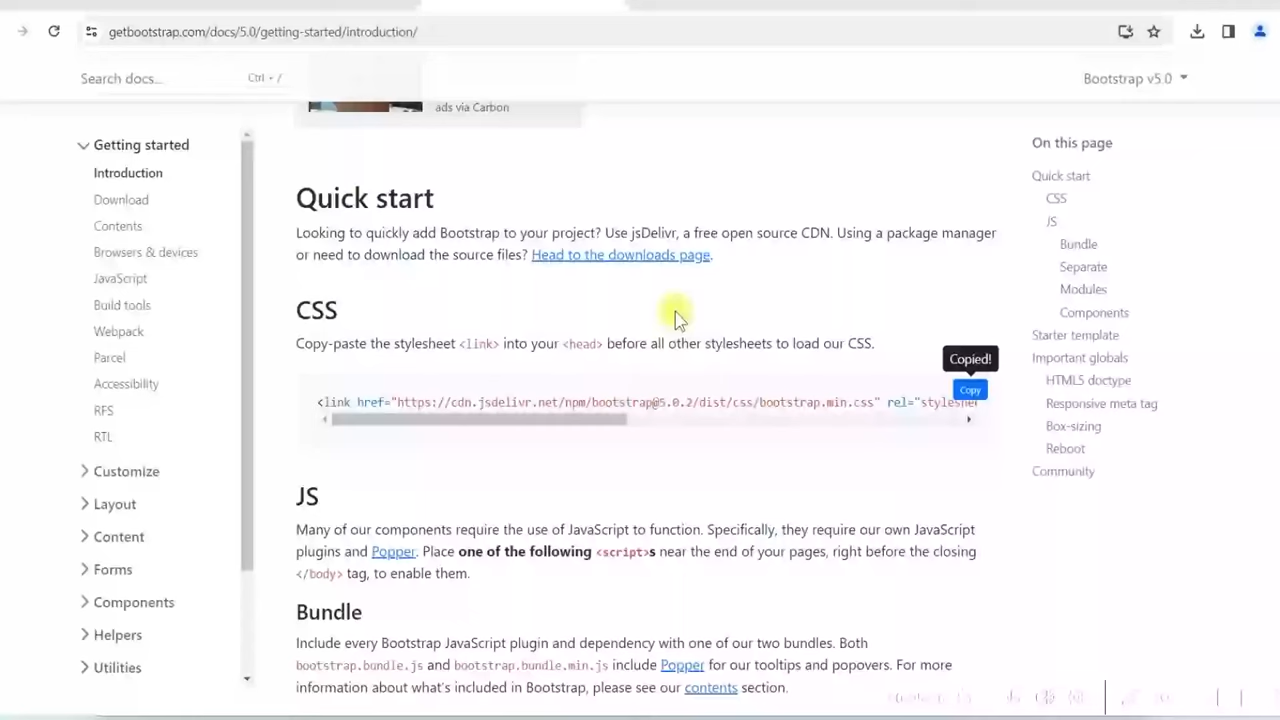 getbootstrap.com/docs/5.0/getting-started/introduction/
Search docs... Ctrl + /
Bootstrap v5.0
ads via Carbon
Getting started
Introduction
Download
Contents
Browsers & devices
JavaScript
Build tools
Webpack
Parcel
Accessibility
RFS
RTL
Customize
Layout
Content
Forms
Components
Helpers
Utilities
Quick start
Looking to quickly add Bootstrap to your project? Use jsDelivr, a free open source CDN. Using a package manager
or need to download the source files? Head to the downloads page.
CSS
Copy-paste the stylesheet <link> into your <head> before all other stylesheets to load our CSS.
Copied!
Copy
<link href="https://cdn.jsdelivr.net/npm/bootstrap@5.0.2/dist/css/bootstrap.min.css" rel="styleshe
JS
Many of our components require the use of JavaScript to function. Specifically, they require our own JavaScript
plugins and Popper. Place one of the following <script>s near the end of your pages, right before the closing
</body> tag, to enable them.
Bundle
Include every Bootstrap JavaScript plugin and dependency with one of our two bundles. Both
bootstrap.bundle.js and bootstrap.bundle.min.js include Popper for our tooltips and popovers. For more
information about what's included in Bootstrap, please see our contents section.
On this page
Quick start
CSS
JS
Bundle
Separate
Modules
Components
Starter template
Important globals
HTML5 doctype
Responsive meta tag
Box-sizing
Reboot
Community